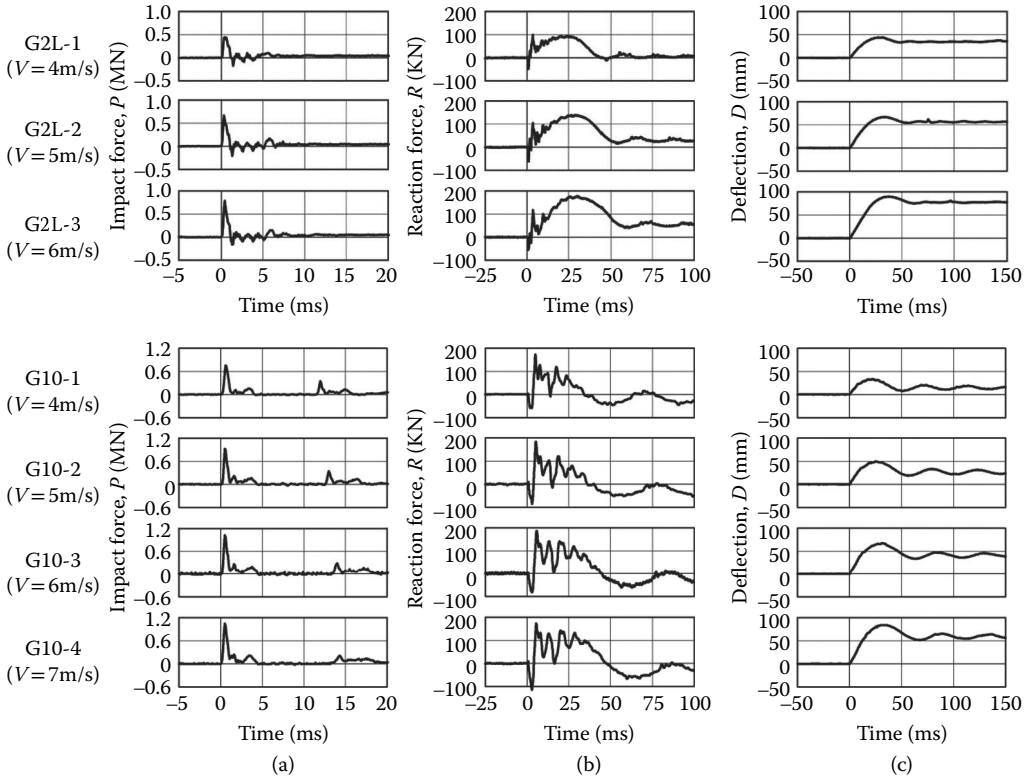 G2L-1
(V = 4m/s)
G2L-2
(V = 5m/s)
G2L-3
(V = 6m/s)
Impact force, P (MN)
1.0
0.5
0
–0.5
1.0
0.5
0
–0.5
1.0
0.5
0
–0.5
–5 0 5 10 15 20
Time (ms)
Reaction force, R (KN)
200
100
0
–100
200
100
0
–100
200
100
0
–100
–25 0 25 50 75 100
Time (ms)
Deflection, D (mm)
100
50
0
–50
100
50
0
–50
100
50
0
–50
–50 0 50 100 150
Time (ms)
G10-1
(V = 4m/s)
G10-2
(V = 5m/s)
G10-3
(V = 6m/s)
G10-4
(V = 7m/s)
Impact force, P (MN)
1.2
0.6
0
–0.6
1.2
0.6
0
–0.6
1.2
0.6
0
–0.6
1.2
0.6
0
–0.6
–5 0 5 10 15 20
Time (ms)
(a)
Reaction force, R (KN)
200
100
0
–100
200
100
0
–100
200
100
0
–100
200
100
0
–100
–25 0 25 50 75 100
Time (ms)
(b)
Deflection, D (mm)
100
50
0
–50
100
50
0
–50
100
50
0
–50
100
50
0
–50
–50 0 50 100 150
Time (ms)
(c)